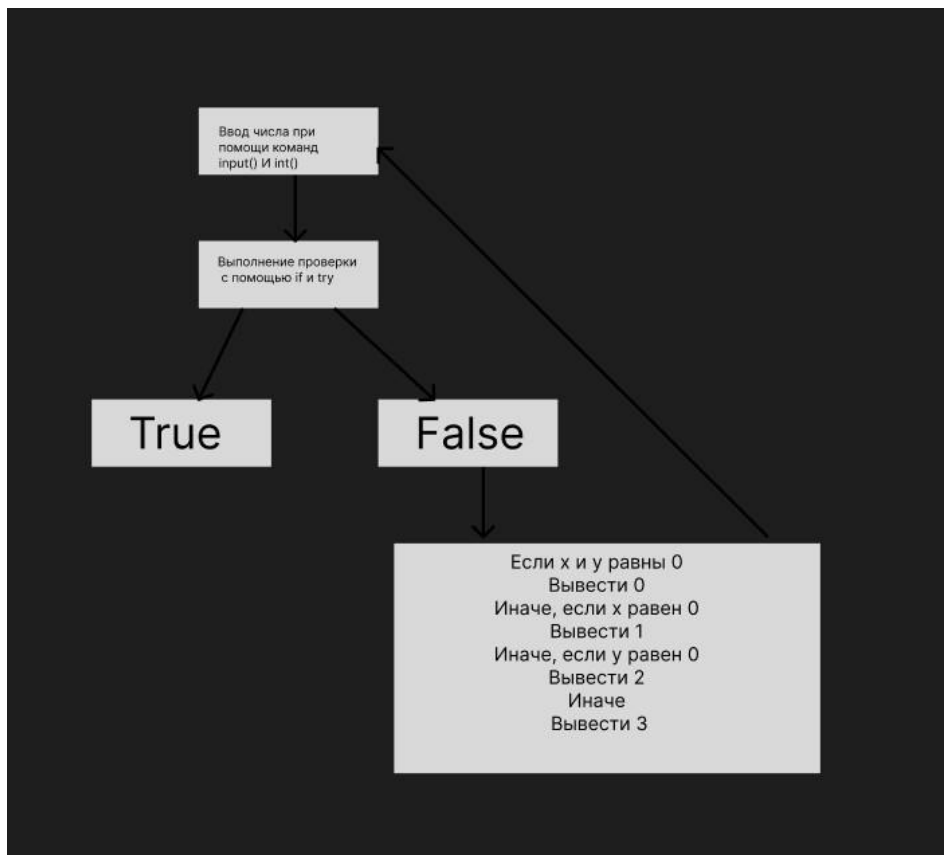 Ввод числа при
помощи команд
input() И int()
Выполнение проверки
с помощью if и try
True
False
Если x и y равны 0
Вывести 0
Иначе, если x равен 0
Вывести 1
Иначе, если y равен 0
Вывести 2
Иначе
Вывести 3